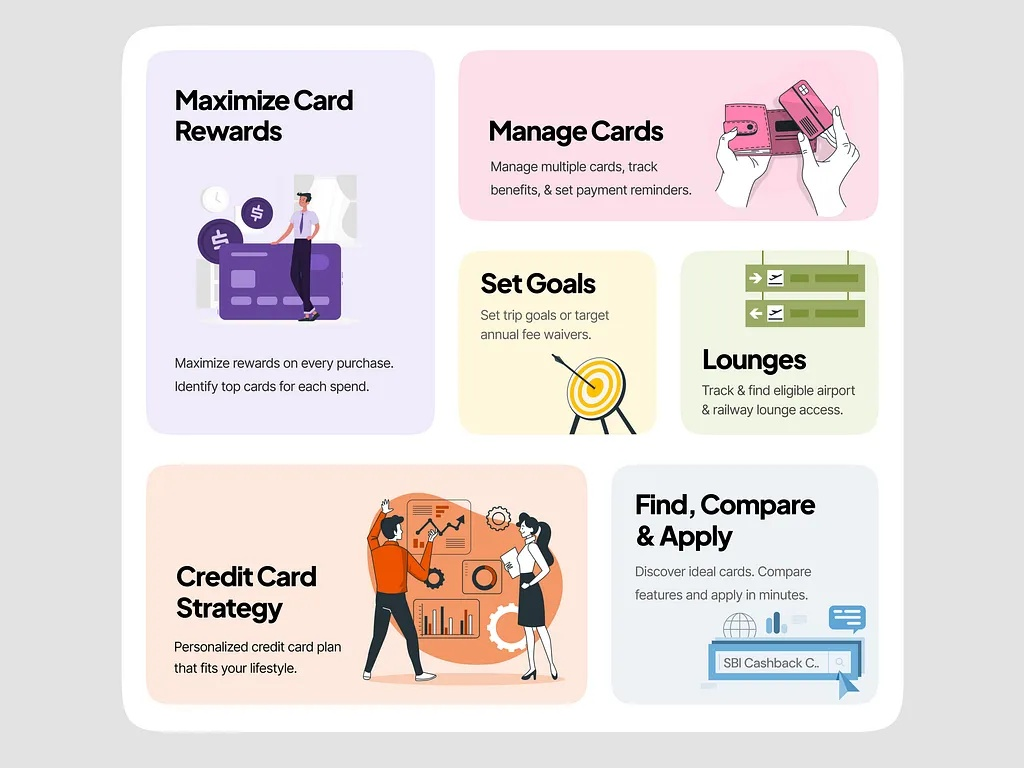 Maximize Card
Rewards
Maximize rewards on every purchase.
Identify top cards for each spend.
Manage Cards
Manage multiple cards, track
benefits, & set payment reminders.
Set Goals
Set trip goals or target
annual fee waivers.
Lounges
Track & find eligible airport
& railway lounge access.
Credit Card
Strategy
Personalized credit card plan
that fits your lifestyle.
Find, Compare
& Apply
Discover ideal cards. Compare
features and apply in minutes.
SBI Cashback C..